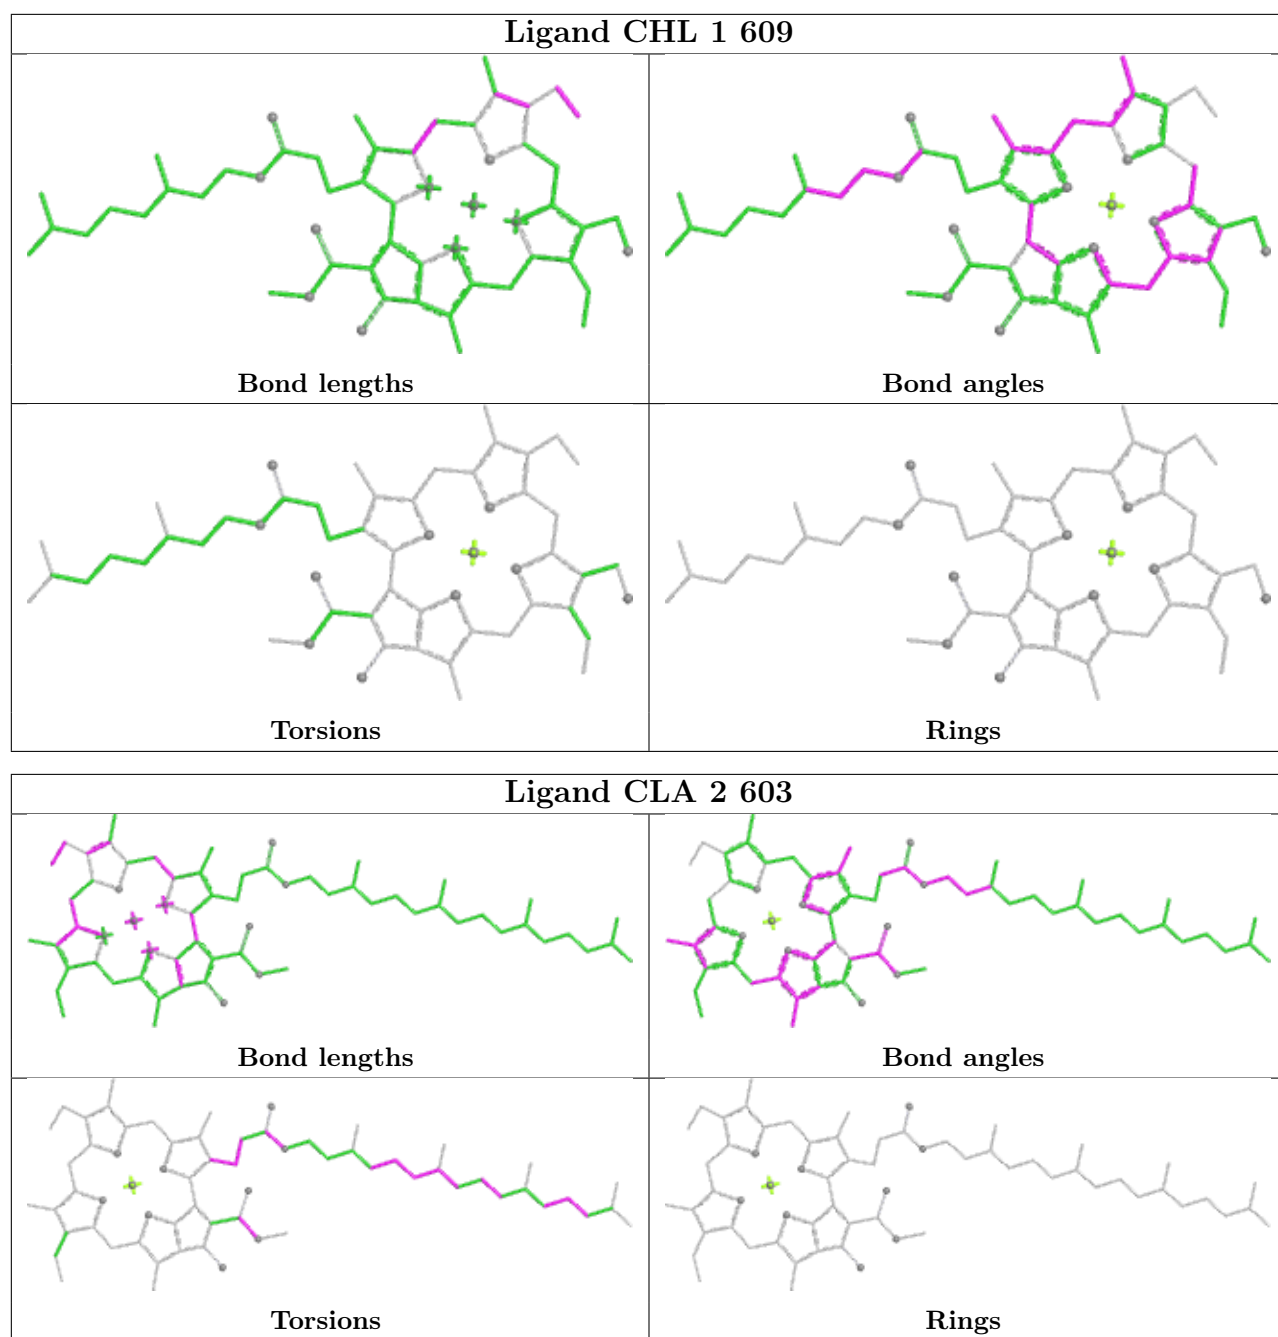 Ligand CHL 1 609
Bond lengths
Bond angles
Torsions
Rings
Ligand CLA 2 603
Bond lengths
Bond angles
Torsions
Rings